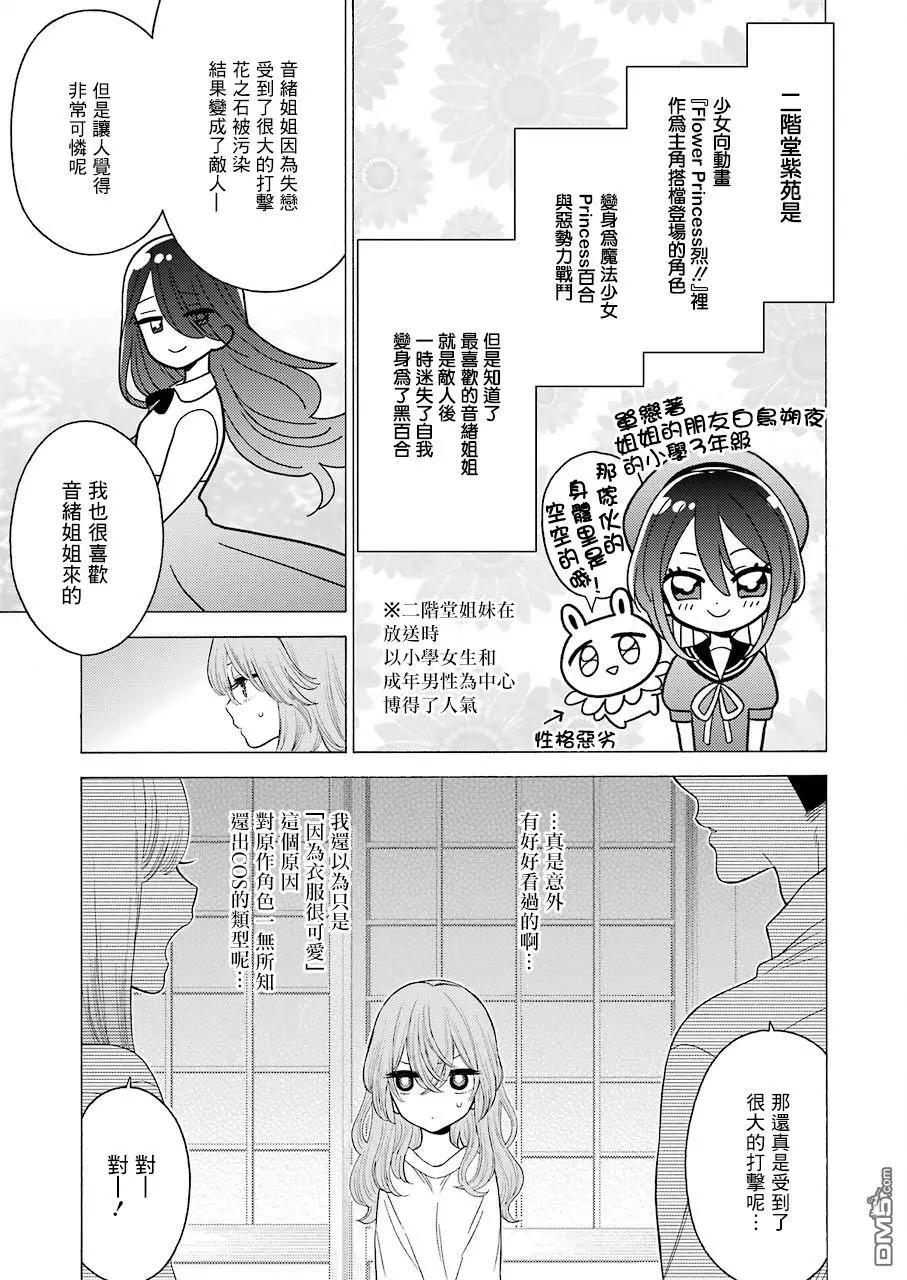 二階堂紫苑是
少女向動畫
『Flower Princess烈!!』裡
作為主角搭檔登場的角色
變身為魔法少女
Princess百合
與惡勢力戰鬥
但是知道了
最喜歡的音緒姐姐
就是敵人後
一時迷失了自我
變身為了黑百合
單戀著
姐姐的朋友白鳥朔夜
的小學3年級
那傢伙的
身體里是
空空的哦!
性格惡劣
※二階堂姐妹在
放送時
以小學女生和
成年男性為中心
博得了人氣
音緒姐姐因為失戀
受到了很大的打擊
花之石被污染
結果變成了敵人—
但是讓人覺得
非常可憐呢
我也很喜歡
音緒姐姐來的
…真是意外
有好好看過的啊…
我還以為只是
「因為衣服很可愛」
這個原因
對原作角色一無所知
還出COS的類型呢…
那還真是受到了
很大的打擊呢…
對—
對—!
DM5.com